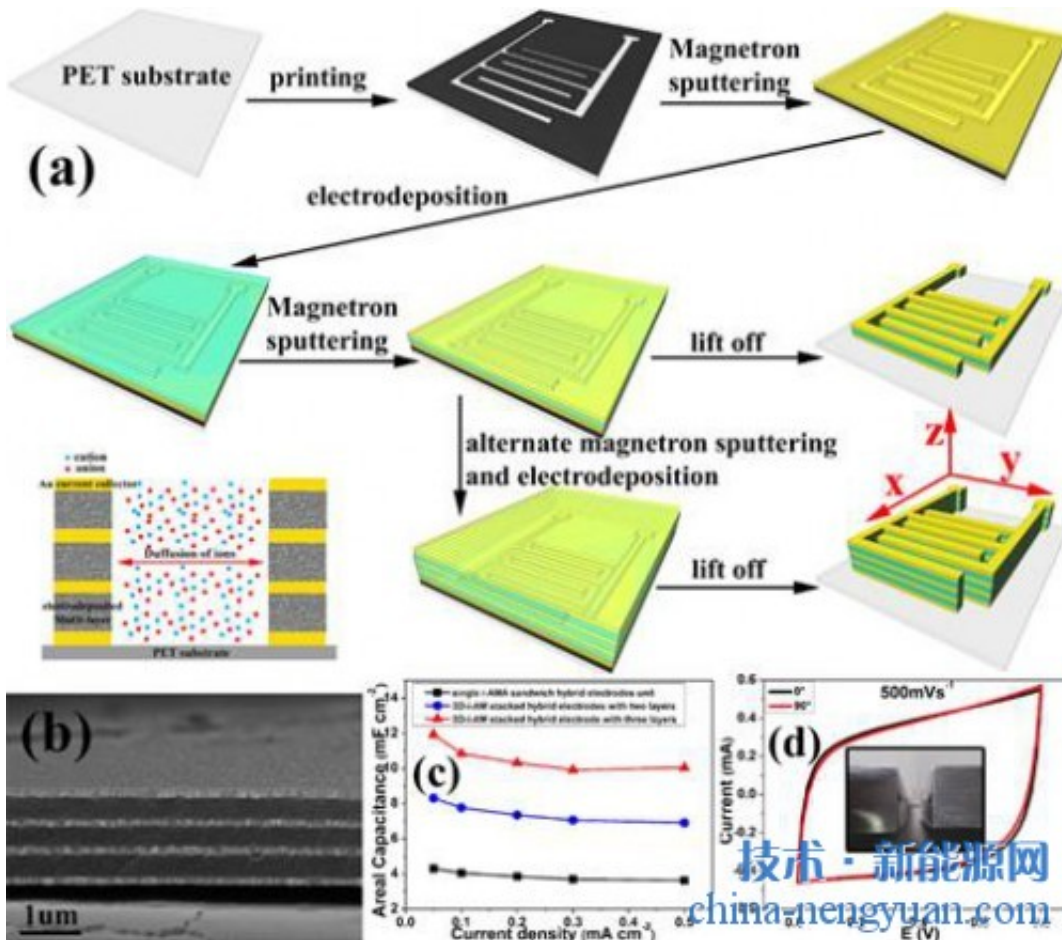 PET substrate
printing
Magnetron
sputtering
(a)
electrodeposition
Magnetron
sputtering
lift off
alternate magnetron sputtering
and electrodeposition
z
y
x
lift off
cation
anion
Au current collector
Duffusion of ions
electrodeposited
MnO2 layer
PET substrate
(b)
1um
(c)
single i-AMA sandwich hybrid electrodes unit
3D-i-AM stacked hybrid electrode with two layers
3D-i-AM stacked hybrid electrode with three layers
Areal Capacitance (mF cm-2)
14
12
10
8
6
4
2
0.0
0.1
0.2
0.3
0.4
0.5
Current density (mA cm-2)
(d)
500mVs-1
0°
90°
Current (mA)
0.6
0.4
0.2
0.0
-0.2
E (V)
技术·新能源网
china-nengyuan.com